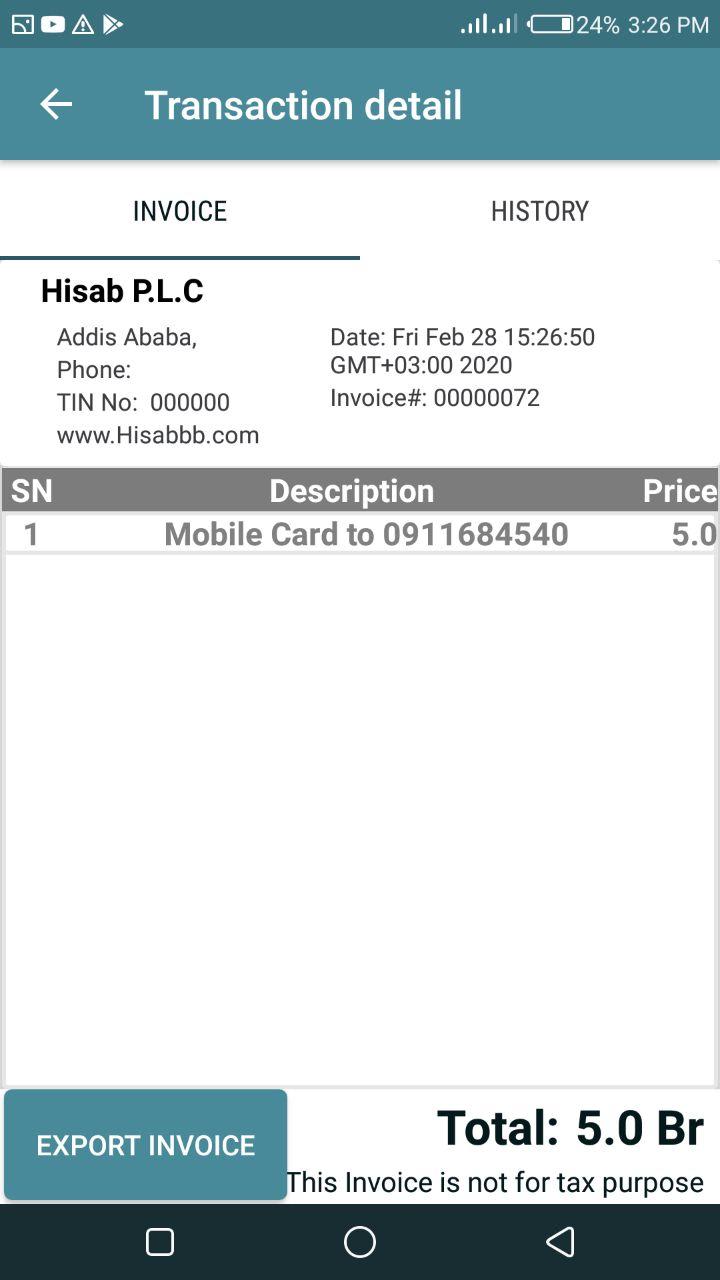 24% 3:26 PM
Transaction detail
INVOICE HISTORY
Hisab P.L.C
Addis Ababa,
Phone:
TIN No: 000000
www.Hisabbb.com
Date: Fri Feb 28 15:26:50
GMT+03:00 2020
Invoice#: 00000072
SN Description Price
1 Mobile Card to 0911684540 5.0
EXPORT INVOICE
Total: 5.0 Br
This Invoice is not for tax purpose